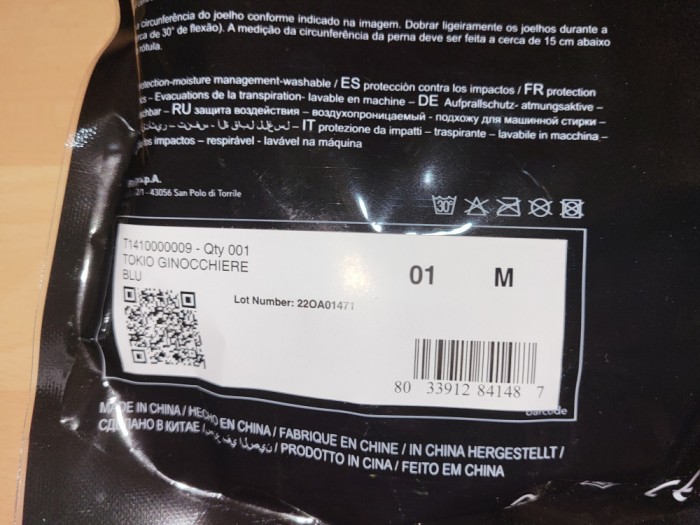 circunferência do joelho conforme indicado na imagem. Dobrar ligeiramente os joelhos durante a
de 30° de flexão). A medição da circunferência da perna deve ser feita a cerca de 15 cm abaixo
rótula.
protection-moisture management-washable / ES protección contra los impactos / FR protection
– Evacuations de la transpiration- lavable en machine – DE Aufprallschutz- atmungsaktive –
– RU защита воздействия – воздухопроницаемый - подхожу для машинной стирки –
– IT protezione da impatti – traspirante – lavabile in macchina –
impactos – respirável - lavável na máquina
p.A.
2/1 - 43056 San Polo di Torrile
30°
T1410000009 - Qty 001
TOKIO GINOCCHIERE
BLU
01 M
Lot Number: 22OA01471
80 33912 84148 7
barcode
MADE IN CHINA / HECHO EN CHINA / FABRIQUE EN CHINE / IN CHINA HERGESTELLT /
СДЕЛАНО В КИТАЕ / صنع في الصين / PRODOTTO IN CINA / FEITO EM CHINA